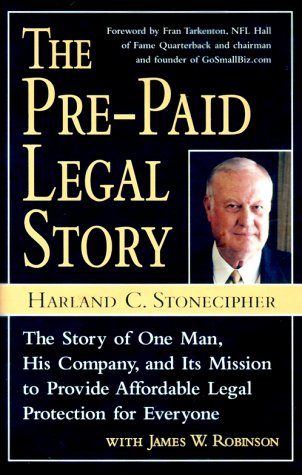 Foreword by Fran Tarkenton, NFL Hall
of Fame Quarterback and chairman
and founder of GoSmallBiz.com
THE
PRE-PAID
LEGAL
STORY
HARLAND C. STONECIPHER
The Story of One Man,
His Company, and Its Mission
to Provide Affordable Legal
Protection for Everyone
WITH JAMES W. ROBINSON